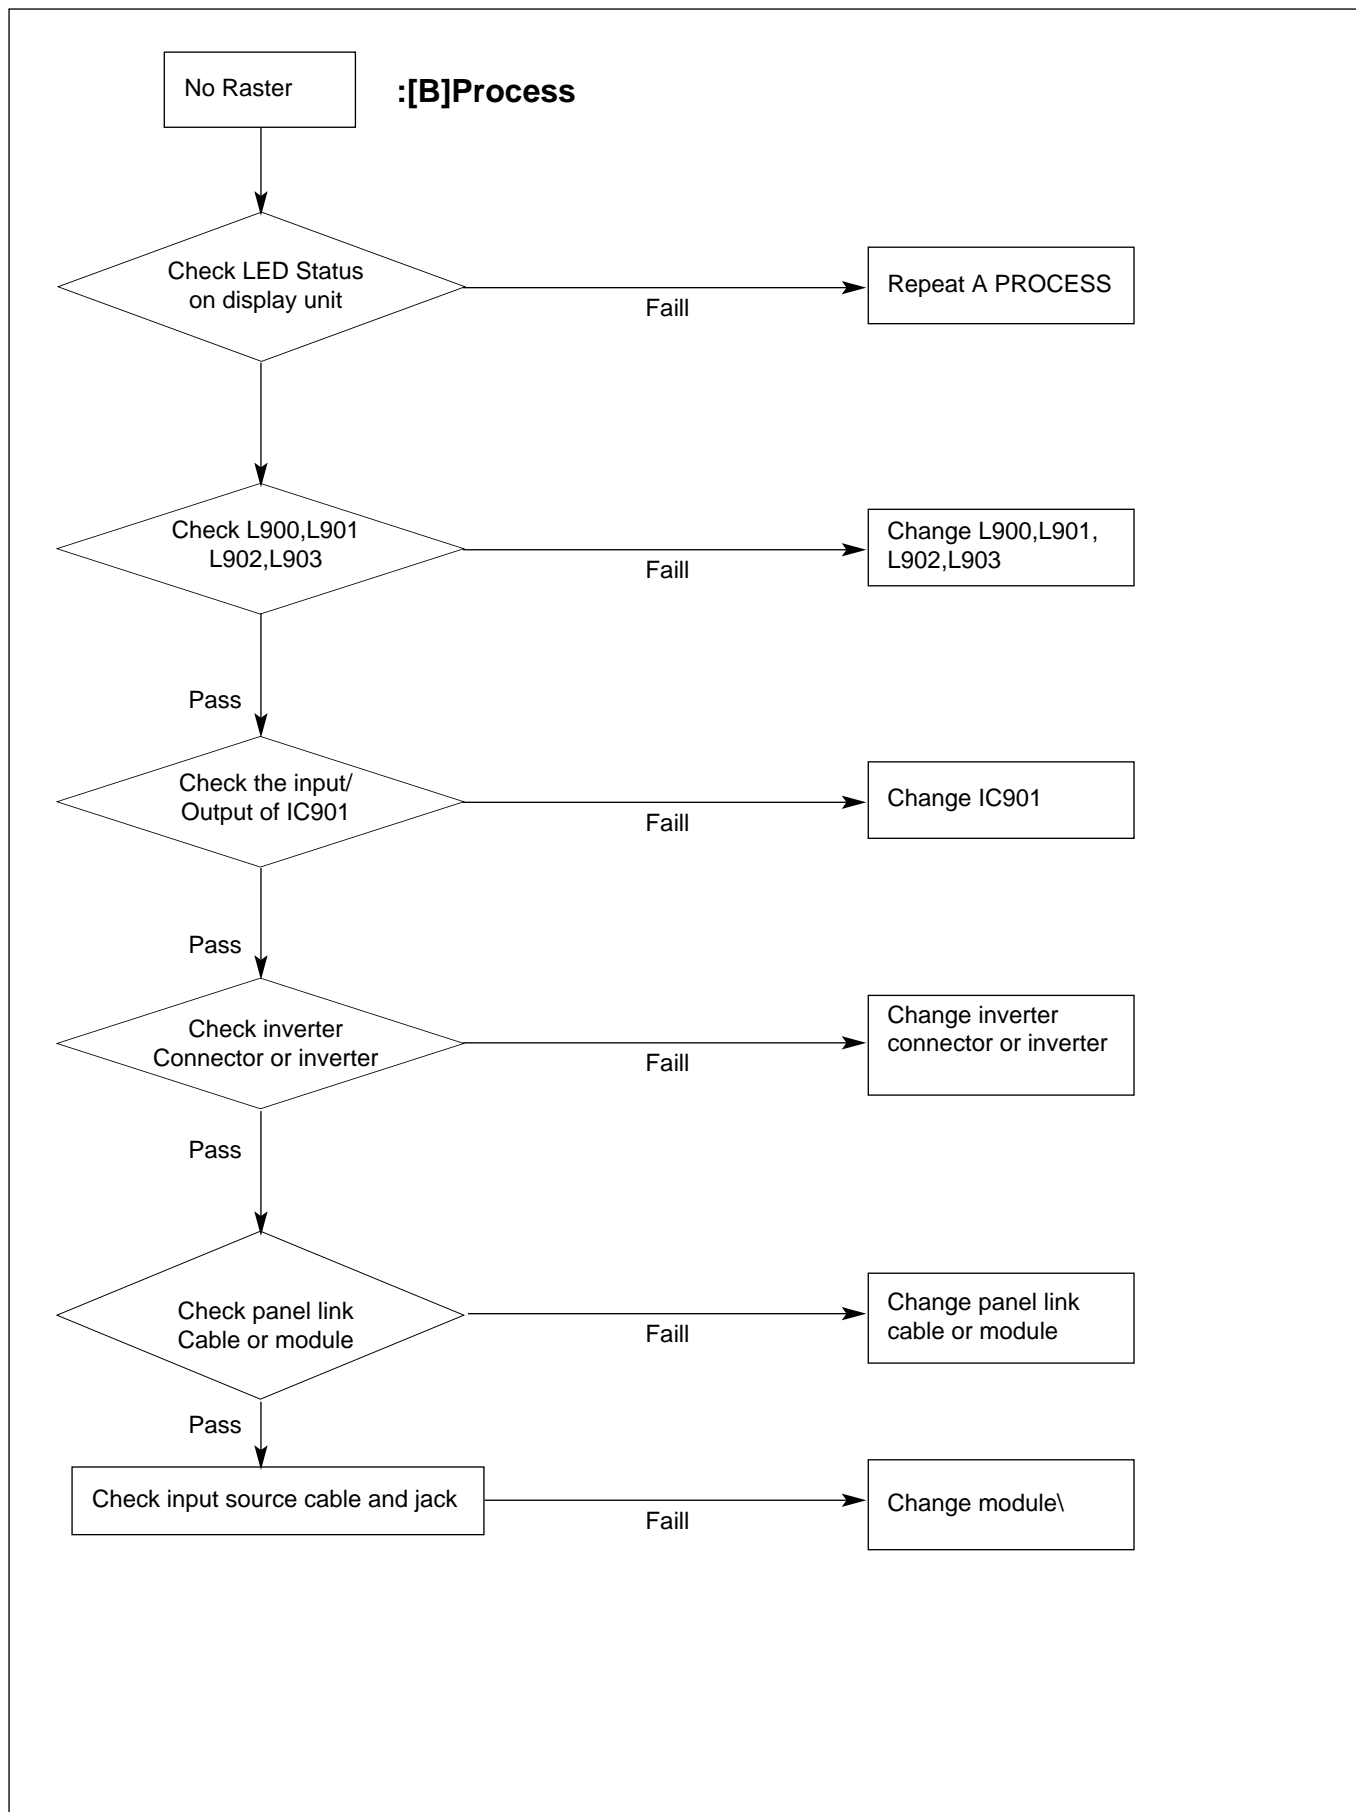 No Raster
:[B]Process
Check LED Status
on display unit
Faill
Repeat A PROCESS
Check L900,L901
L902,L903
Faill
Change L900,L901,
L902,L903
Pass
Check the input/
Output of IC901
Faill
Change IC901
Pass
Check inverter
Connector or inverter
Faill
Change inverter
connector or inverter
Pass
Check panel link
Cable or module
Faill
Change panel link
cable or module
Pass
Check input source cable and jack
Faill
Change module\